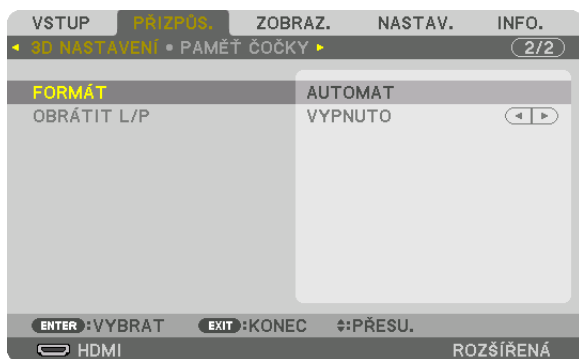 VSTUP PŘIZPŮS. ZOBRAZ. NASTAV. INFO.
3D NASTAVENÍ • PAMĚŤ ČOČKY 2/2
FORMÁT AUTOMAT
OBRÁTIT L/P VYPNUTO
ENTER :VYBRAT EXIT :KONEC :PŘESU.
HDMI ROZŠÍŘENÁ